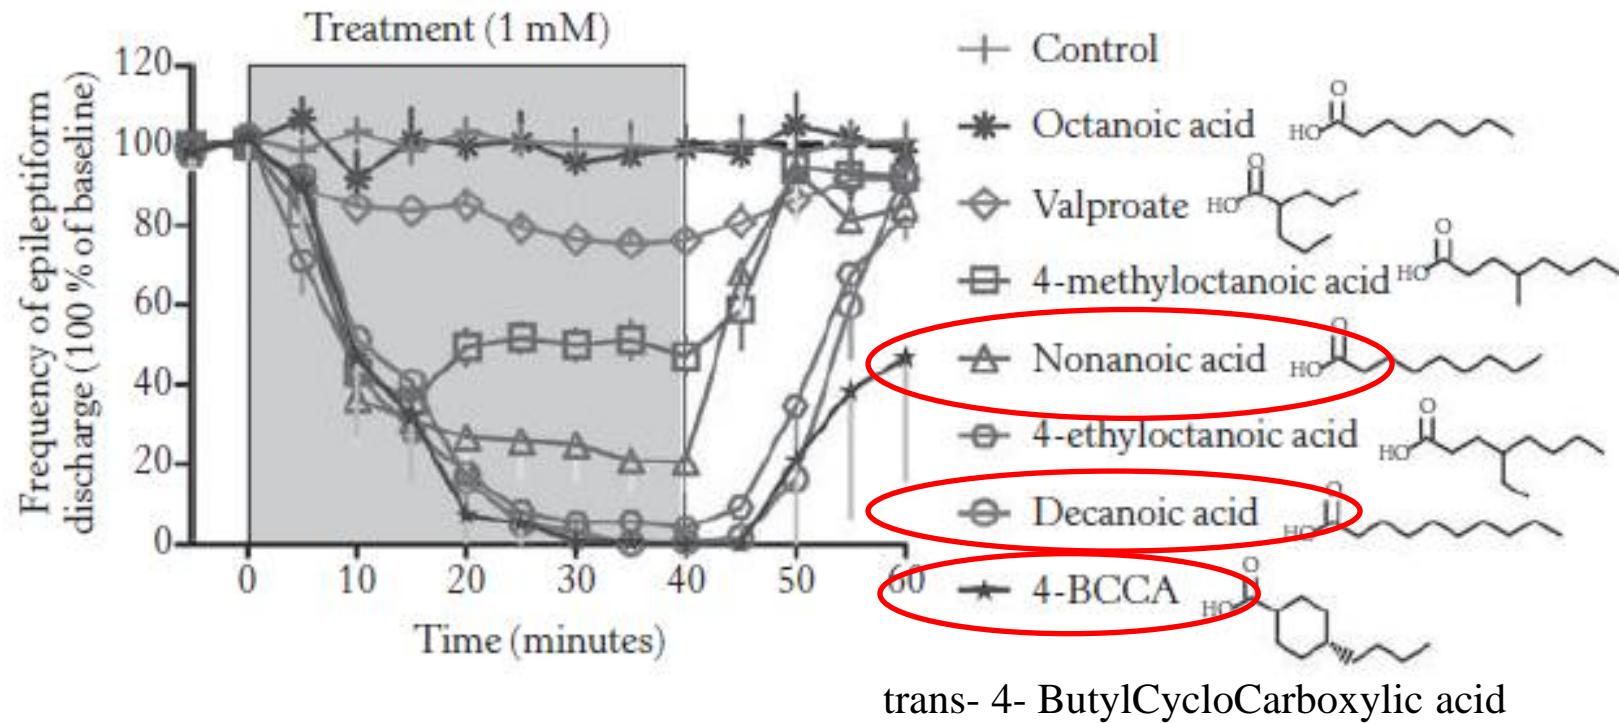 Treatment (1 mM)
Frequency of epileptiform
discharge (100 % of baseline)
120
100
80
60
40
20
0
0 10 20 30 40 50 60
Time (minutes)
Control
Octanoic acid
O
HO
Valproate
O
HO
4-methyloctanoic acid
O
HO
Nonanoic acid
O
HO
4-ethyloctanoic acid
O
HO
Decanoic acid
O
HO
4-BCCA
O
HO
trans- 4- ButylCycloCarboxylic acid